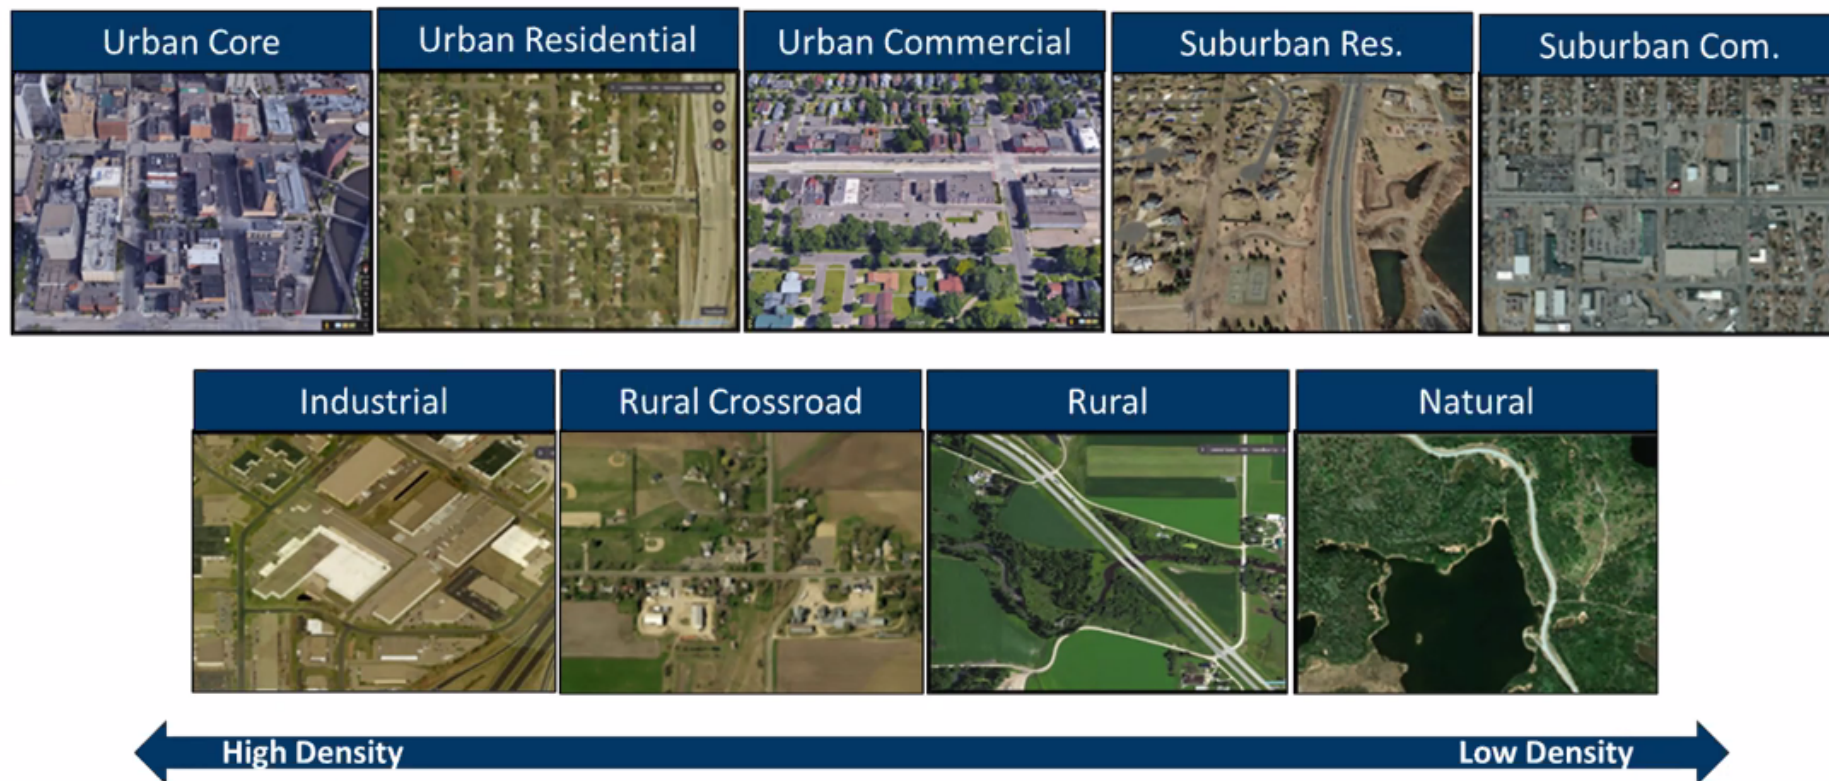 Urban Core
Urban Residential
Urban Commercial
Suburban Res.
Suburban Com.
Industrial
Rural Crossroad
Rural
Natural
High Density
Low Density